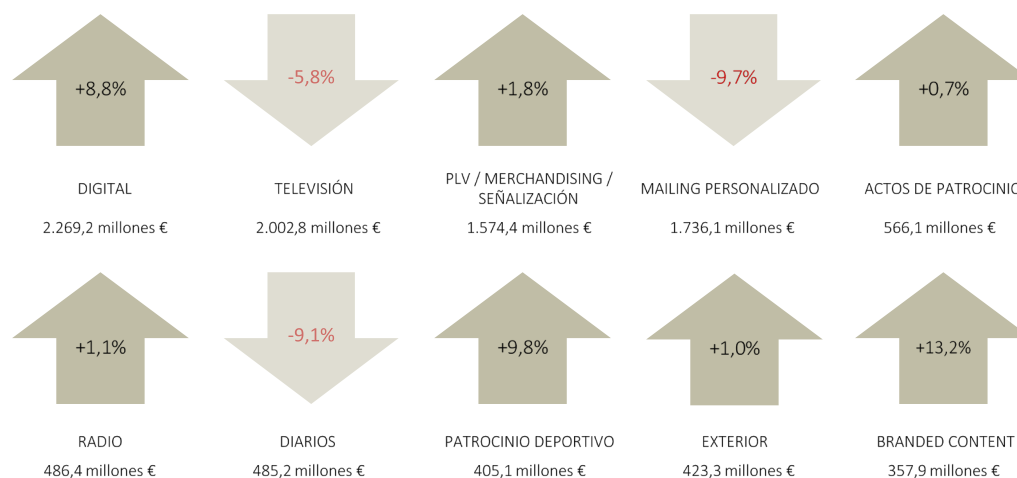 +8,8%
-5,8%
+1,8%
-9,7%
+0,7%
DIGITAL
TELEVISIÓN
PLV / MERCHANDISING /
SEÑALIZACIÓN
MAILING PERSONALIZADO
ACTOS DE PATROCINIO
2.269,2 millones €
2.002,8 millones €
1.574,4 millones €
1.736,1 millones €
566,1 millones €
+1,1%
-9,1%
+9,8%
+1,0%
+13,2%
RADIO
DIARIOS
PATROCINIO DEPORTIVO
EXTERIOR
BRANDED CONTENT
486,4 millones €
485,2 millones €
405,1 millones €
423,3 millones €
357,9 millones €